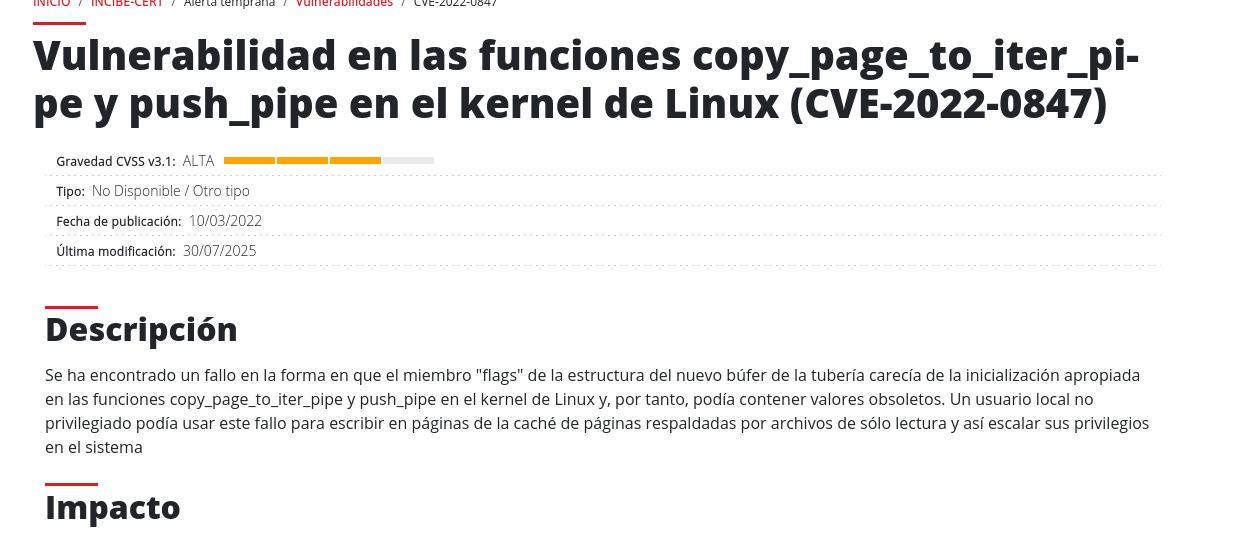 INICIO / INCIBE-CERT / Alerta temprana / Vulnerabilidades / CVE-2022-0847
Vulnerabilidad en las funciones copy_page_to_iter_pi-
pe y push_pipe en el kernel de Linux (CVE-2022-0847)
Gravedad CVSS v3.1: ALTA
Tipo: No Disponible / Otro tipo
Fecha de publicación: 10/03/2022
Última modificación: 30/07/2025
Descripción
Se ha encontrado un fallo en la forma en que el miembro "flags" de la estructura del nuevo búfer de la tubería carecía de la inicialización apropiada
en las funciones copy_page_to_iter_pipe y push_pipe en el kernel de Linux y, por tanto, podía contener valores obsoletos. Un usuario local no
privilegiado podía usar este fallo para escribir en páginas de la caché de páginas respaldadas por archivos de sólo lectura y así escalar sus privilegios
en el sistema
Impacto